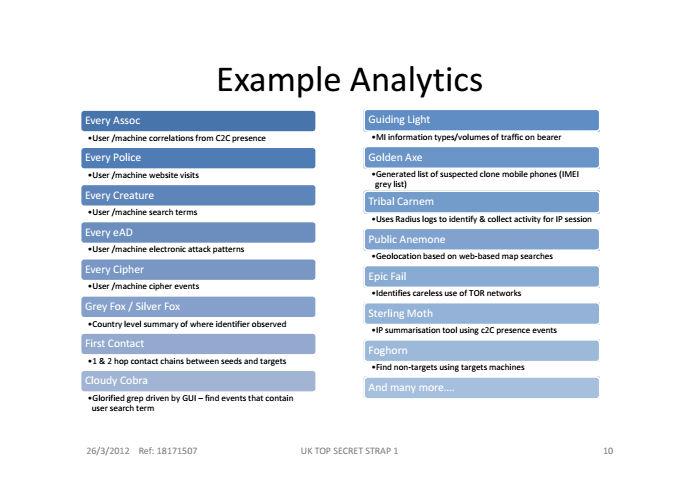 Example Analytics
Every Assoc
•User /machine correlations from C2C presence
Every Police
•User /machine website visits
Every Creature
•User /machine search terms
Every eAD
•User /machine electronic attack patterns
Every Cipher
•User /machine cipher events
Grey Fox / Silver Fox
•Country level summary of where identifier observed
First Contact
•1 & 2 hop contact chains between seeds and targets
Cloudy Cobra
•Glorified grep driven by GUI – find events that contain
user search term
Guiding Light
•MI information types/volumes of traffic on bearer
Golden Axe
•Generated list of suspected clone mobile phones (IMEI
grey list)
Tribal Carnem
•Uses Radius logs to identify & collect activity for IP session
Public Anemone
•Geolocation based on web-based map searches
Epic Fail
•Identifies careless use of TOR networks
Sterling Moth
•IP summarisation tool using c2C presence events
Foghorn
•Find non-targets using targets machines
And many more....
26/3/2012 Ref: 18171507
UK TOP SECRET STRAP 1
10